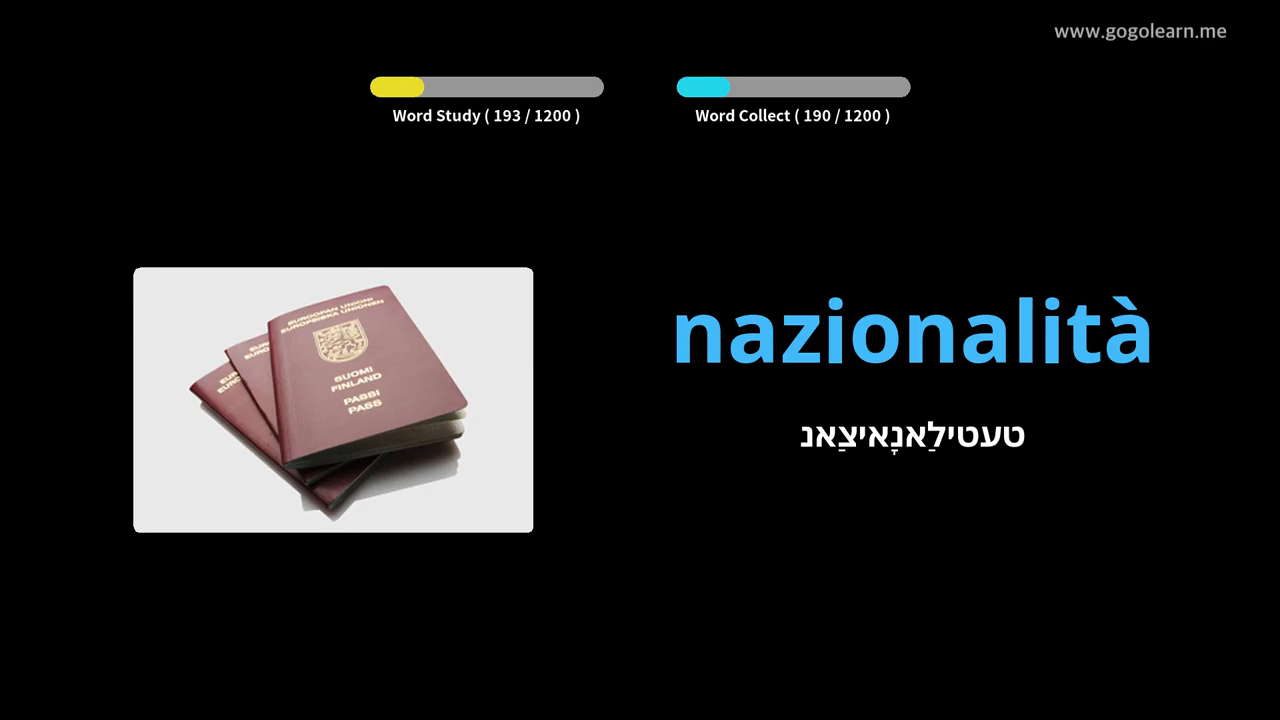 www.gogolearn.me
Word Study ( 193 / 1200 )
Word Collect ( 190 / 1200 )
EUROOPAN UNIONI
EUROPEISKA UNIONEN
SUOMI
FINLAND
PASSI
PASS
nazionalità
טעטילַאנָאיצַאנ